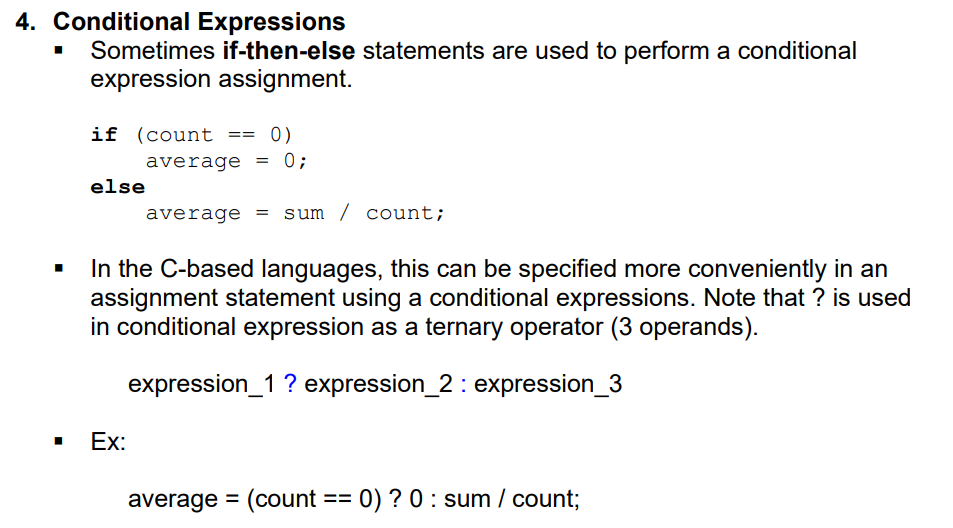 4. Conditional Expressions
▪ Sometimes if-then-else statements are used to perform a conditional
expression assignment.
if (count == 0)
average = 0;
else
average = sum / count;
▪ In the C-based languages, this can be specified more conveniently in an
assignment statement using a conditional expressions. Note that ? is used
in conditional expression as a ternary operator (3 operands).
expression_1 ? expression_2 : expression_3
▪ Ex:
average = (count == 0) ? 0 : sum / count;